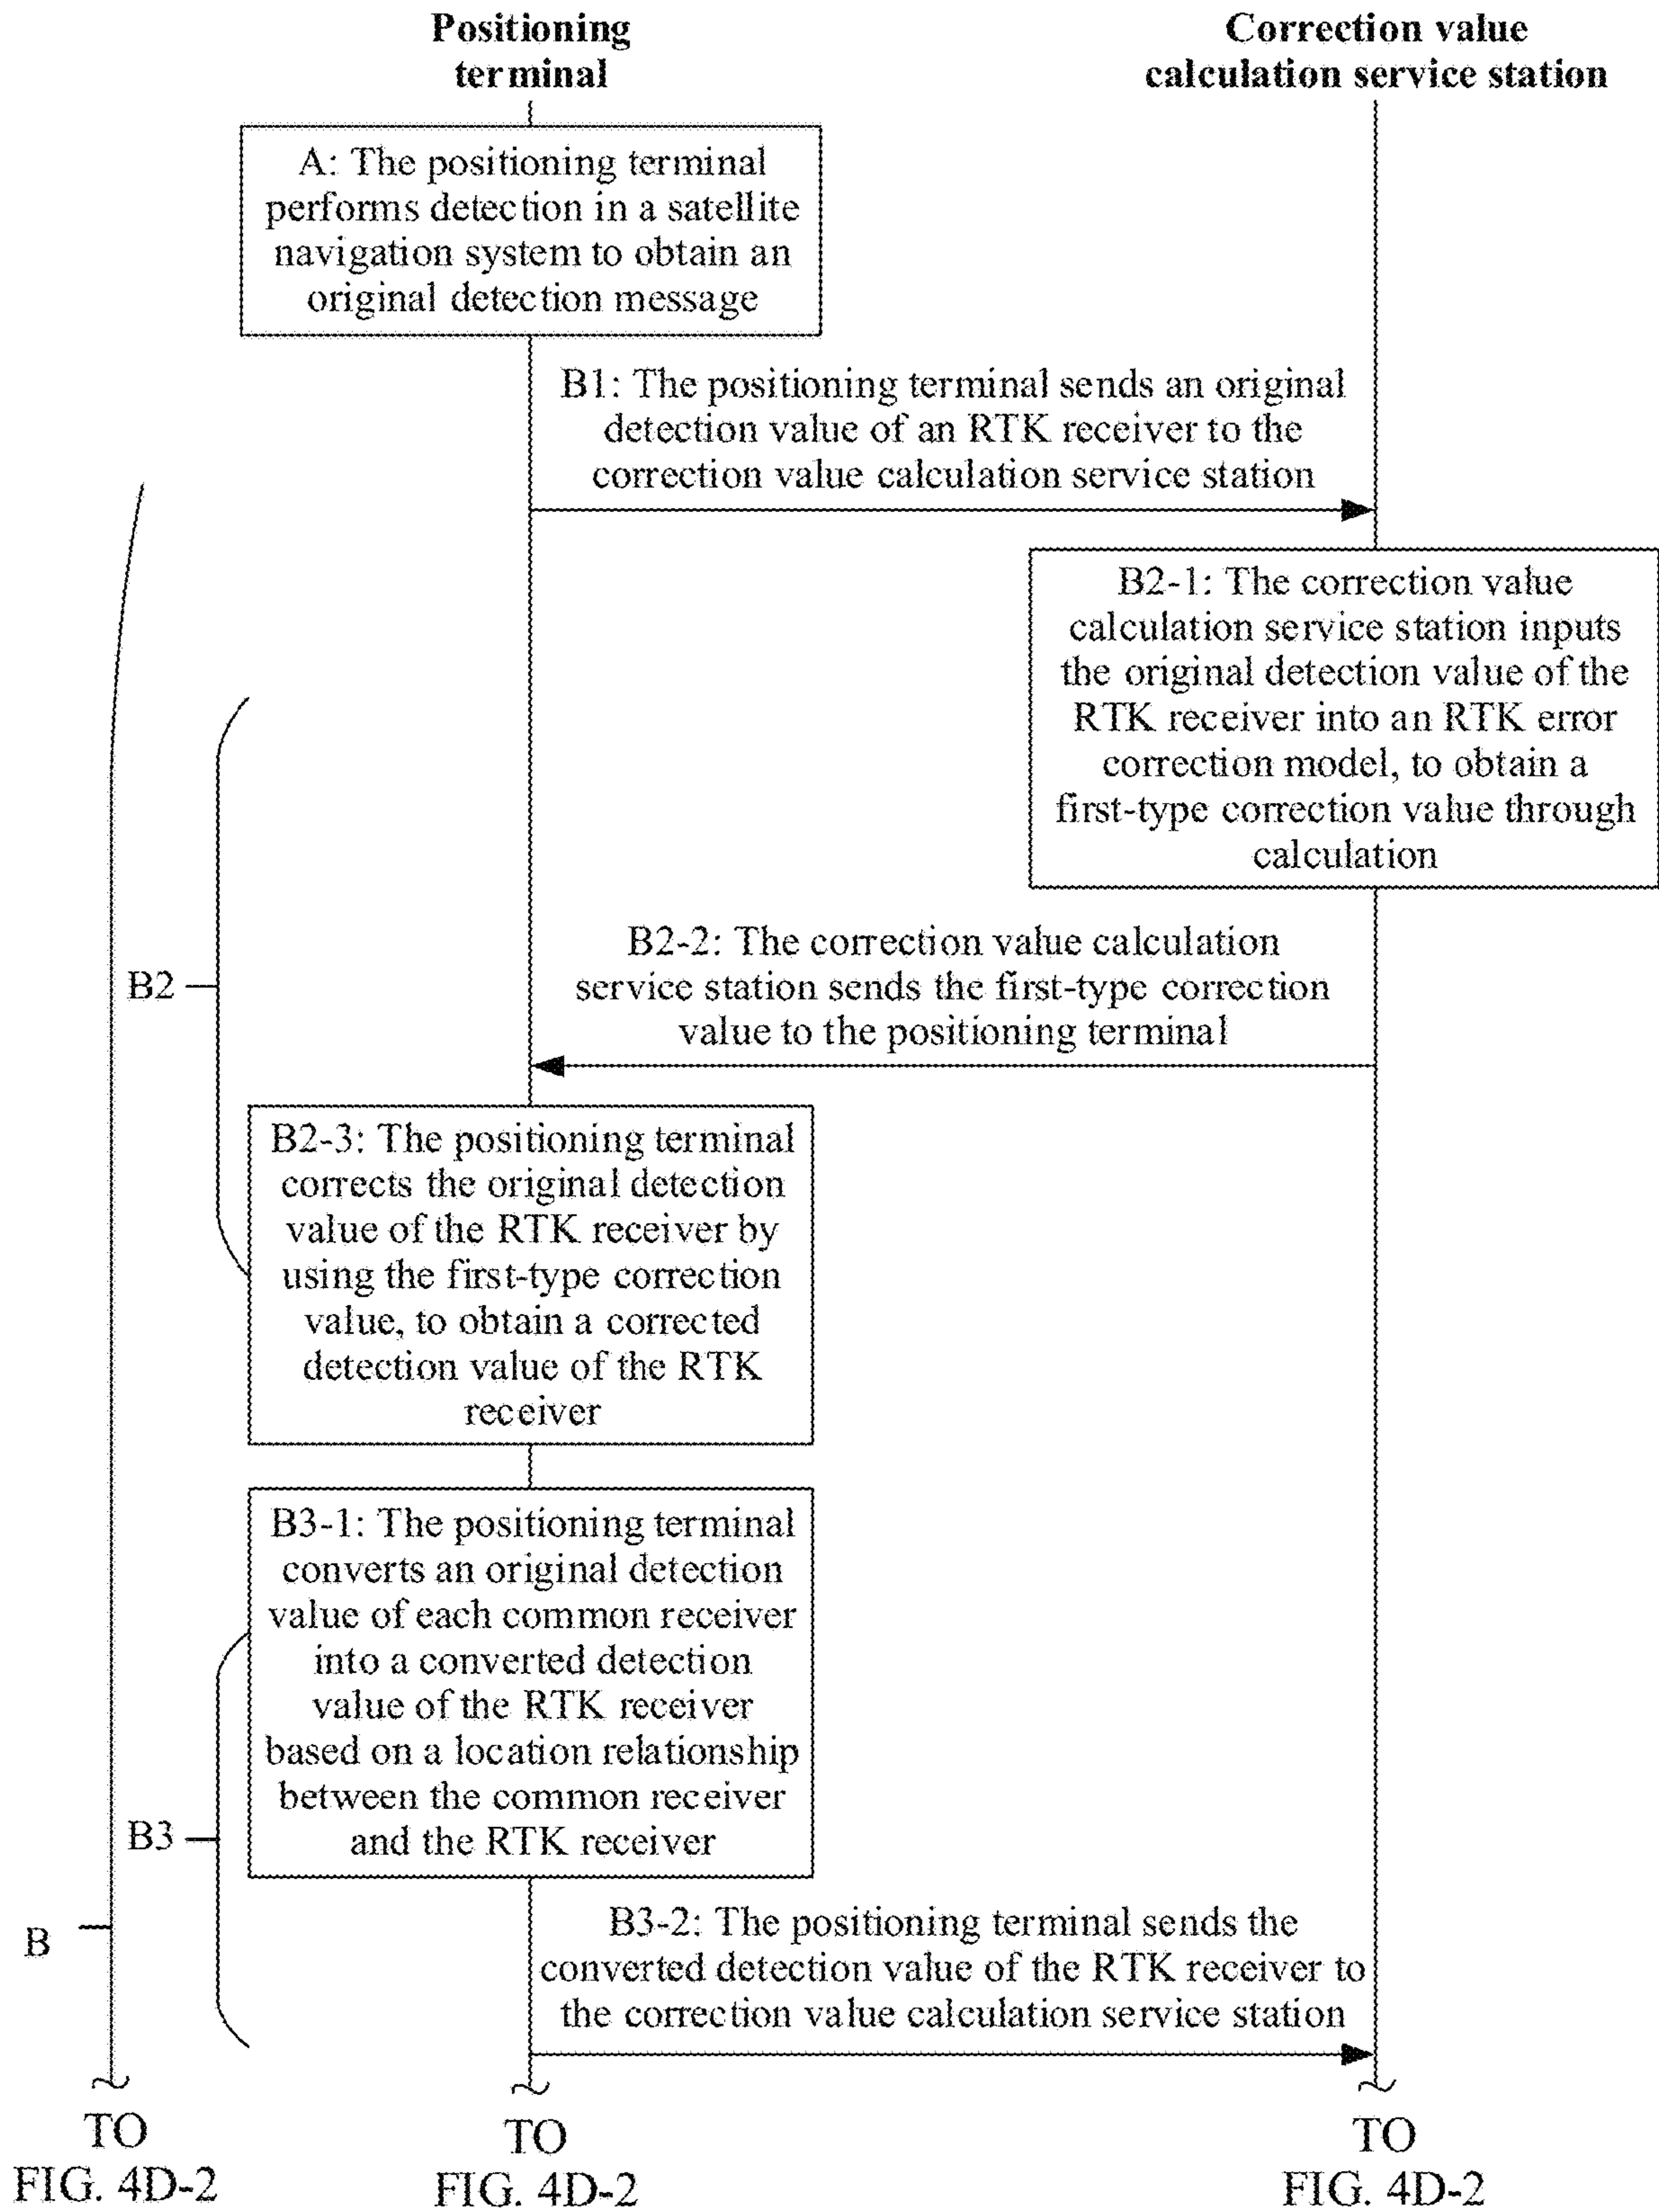 Positioning
terminal
Correction value
calculation service station
A: The positioning terminal
performs detection in a satellite
navigation system to obtain an
original detection message
B1: The positioning terminal sends an original
detection value of an RTK receiver to the
correction value calculation service station
B2-1: The correction value
calculation service station inputs
the original detection value of the
RTK receiver into an RTK error
correction model, to obtain a
first-type correction value through
calculation
B2-2: The correction value calculation
service station sends the first-type correction
value to the positioning terminal
B2
B2-3: The positioning terminal
corrects the original detection
value of the RTK receiver by
using the first-type correction
value, to obtain a corrected
detection value of the RTK
receiver
B3-1: The positioning terminal
converts an original detection
value of each common receiver
into a converted detection
value of the RTK receiver
based on a location relationship
between the common receiver
and the RTK receiver
B3
B3-2: The positioning terminal sends the
converted detection value of the RTK receiver to
the correction value calculation service station
B
TO
FIG. 4D-2
TO
FIG. 4D-2
TO
FIG. 4D-2